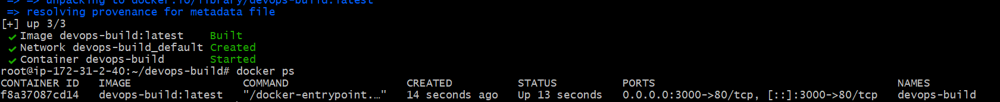 => => unpacking to docker.io/library/devops-build:latest
=> resolving provenance for metadata file
[+] up 3/3
✔ Image devops-build:latest    Built
✔ Network devops-build_default Created
✔ Container devops-build       Started
root@ip-172-31-2-40:~/devops-build# docker ps
CONTAINER ID   IMAGE                 COMMAND                  CREATED          STATUS          PORTS                                     NAMES
f8a37087cd14   devops-build:latest   "/docker-entrypoint.…"   14 seconds ago   Up 13 seconds   0.0.0.0:3000->80/tcp, [::]:3000->80/tcp   devops-build